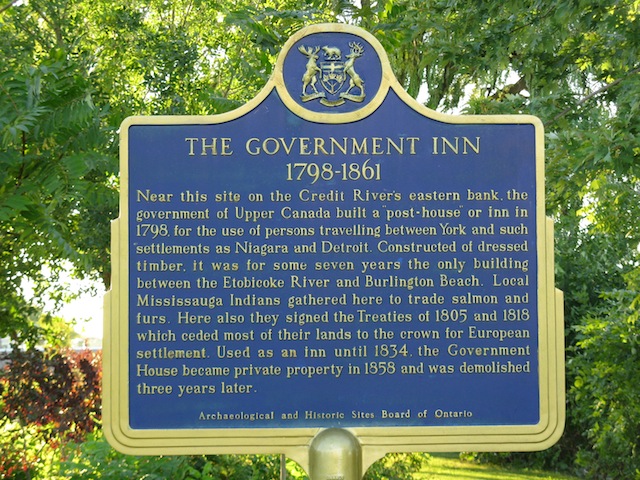 THE GOVERNMENT INN
1798-1861
Near this site on the Credit River's eastern bank, the
government of Upper Canada built a "post-house" or inn in
1798, for the use of persons travelling between York and such
settlements as Niagara and Detroit. Constructed of dressed
timber, it was for some seven years the only building
between the Etobicoke River and Burlington Beach. Local
Mississauga Indians gathered here to trade salmon and
furs. Here also they signed the Treaties of 1805 and 1818
which ceded most of their lands to the crown for European
settlement. Used as an inn until 1834, the Government
House became private property in 1858 and was demolished
three years later.
Archaeological and Historic Sites Board of Ontario